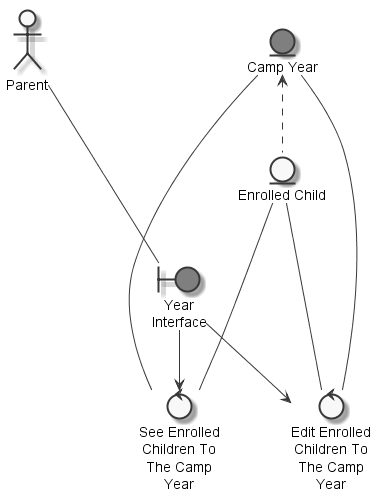 Camp Year
Parent
Enrolled Child
Year
Interface
See Enrolled
Children To
The Camp
Year
Edit Enrolled
Children To
The Camp
Year